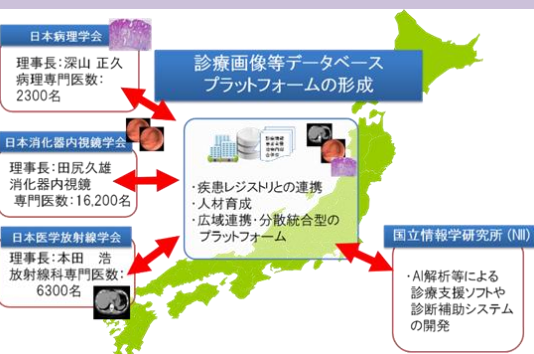 日本病理学会
理事長:深山 正久
病理専門医数:
2300名
診療画像等データベース
プラットフォームの形成
日本消化器内視鏡学会
理事長:田尻久雄
消化器内視鏡
専門医数:16,200名
・疾患レジストリとの連携
・人材育成
・広域連携・分散統合型の
プラットフォーム
日本医学放射線学会
理事長:本田 浩
放射線科専門医数:
6300名
国立情報学研究所(NII)
・AI解析等による
診療支援ソフトや
診断補助システム
の開発